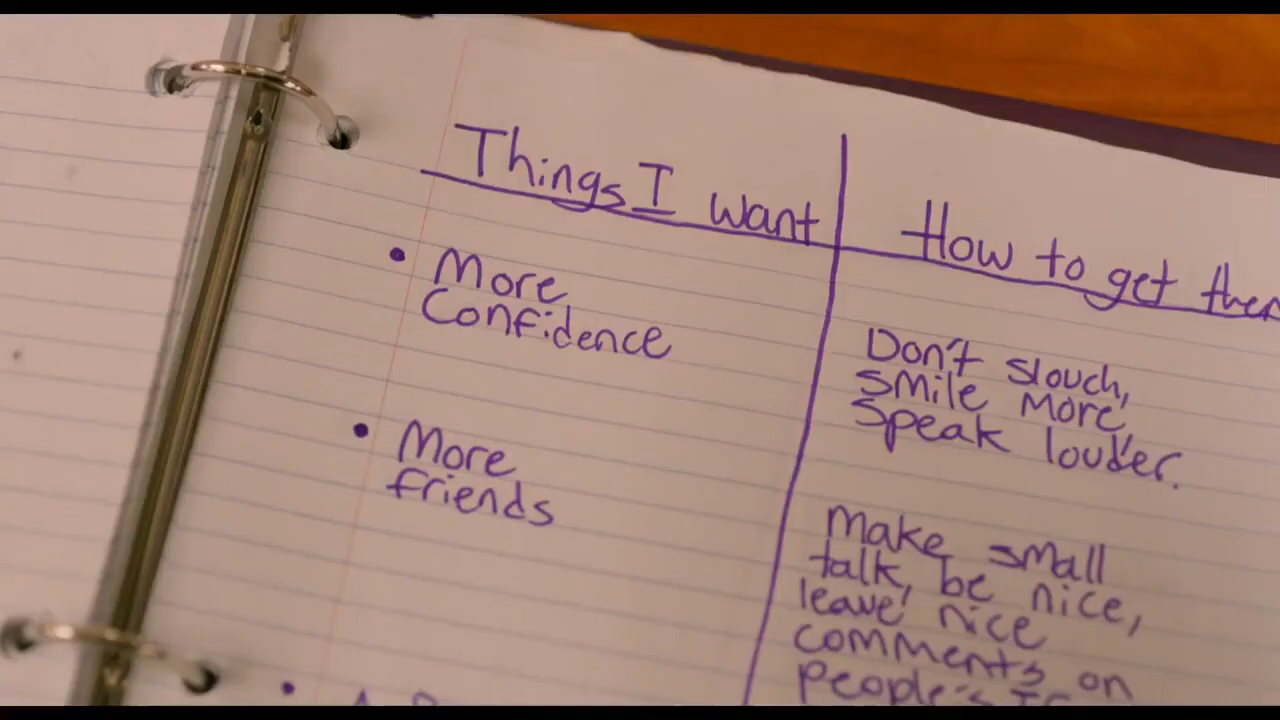 Things I want
How to get them
• More
Confidence
Don't slouch,
smile more,
speak louder.
• More
friends
Make small
talk, be nice,
leave nice
comments on
people's
• A